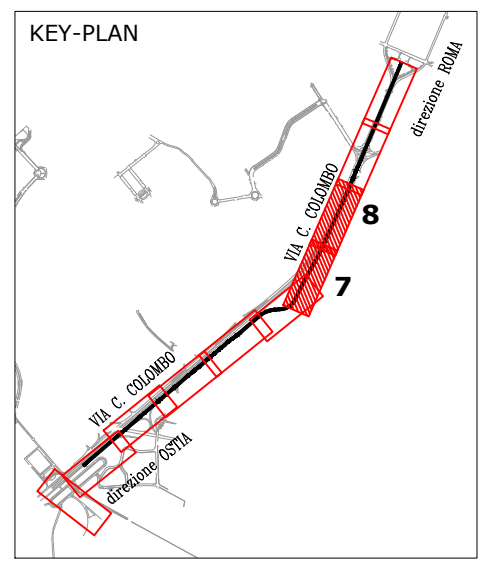 KEY-PLAN
direzione ROMA
VIA C. COLOMBO
8
7
VIA C. COLOMBO
direzione OSTIA